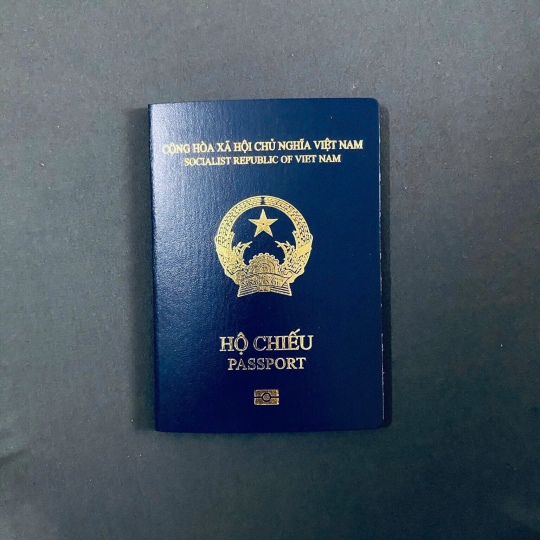 CỘNG HÒA XÃ HỘI CHỦ NGHĨA VIỆT NAM
SOCIALIST REPUBLIC OF VIET NAM
HỘ CHIẾU
PASSPORT